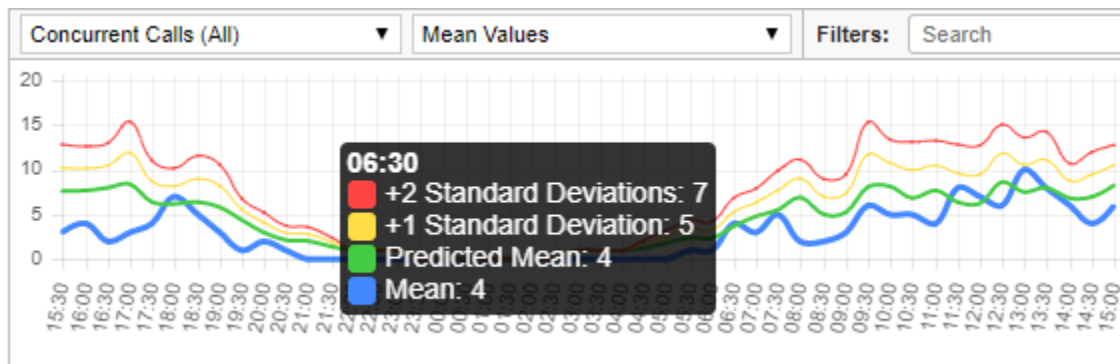 Concurrent Calls (All) ▼ Mean Values ▼ Filters: Search
20
15
10
5
0
06:30
+2 Standard Deviations: 7
+1 Standard Deviation: 5
Predicted Mean: 4
Mean: 4
15:30 16:00 16:30 17:00 17:30 18:00 18:30 19:00 19:30 20:00 20:30 21:00 21:30 06:30 07:00 07:30 08:00 08:30 09:00 09:30 10:00 10:30 11:00 11:30 12:00 12:30 13:00 13:30 14:00 14:30 15:00